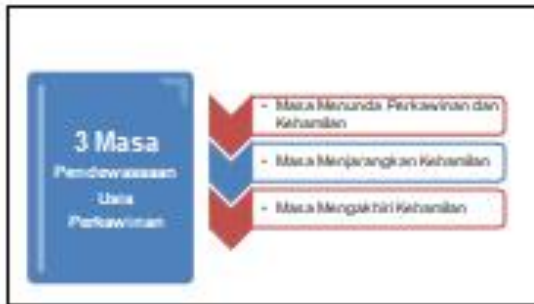 3 Masa
Pendewasaan
Usia
Perkawinan
- Masa Menunda Perkawinan dan
Kehamilan
- Masa Menjarangkan Kehamilan
- Masa Mengakhiri Kehamilan